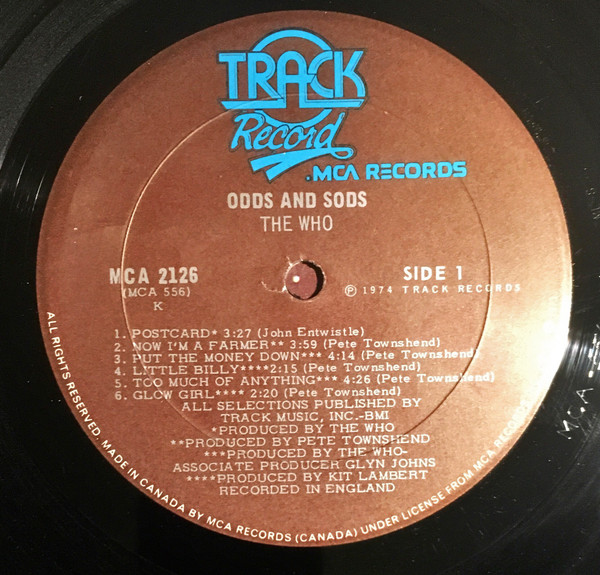 TRACK
Record
.MCA RECORDS
ODDS AND SODS
THE WHO
MCA 2126
(MCA 556)
K
SIDE 1
℗ 1974 TRACK RECORDS
1. POSTCARD* 3:27 (John Entwistle)
2. NOW I'M A FARMER** 3:59 (Pete Townshend)
3. PUT THE MONEY DOWN*** 4:14 (Pete Townshend)
4. LITTLE BILLY****2:15 (Pete Townshend)
5. TOO MUCH OF ANYTHING*** 4:26 (Pete Townshend)
6. GLOW GIRL**** 2:20 (Pete Townshend)
ALL SELECTIONS PUBLISHED BY
TRACK MUSIC, INC.-BMI
*PRODUCED BY THE WHO
**PRODUCED BY PETE TOWNSHEND
***PRODUCED BY THE WHO-
ASSOCIATE PRODUCER GLYN JOHNS
****PRODUCED BY KIT LAMBERT
RECORDED IN ENGLAND
ALL RIGHTS RESERVED. MADE IN CANADA BY MCA RECORDS (CANADA) UNDER LICENSE FROM MCA RECORDS.
MCA